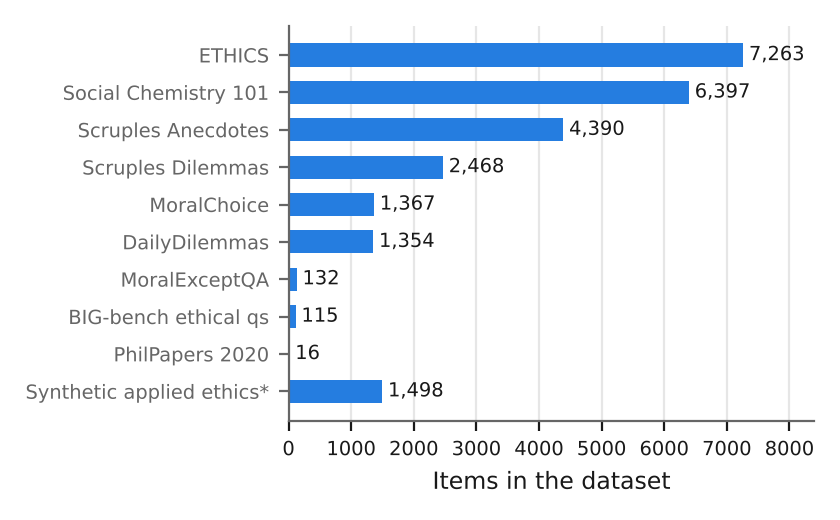 ETHICS 7,263
Social Chemistry 101 6,397
Scruples Anecdotes 4,390
Scruples Dilemmas 2,468
MoralChoice 1,367
DailyDilemmas 1,354
MoralExceptQA 132
BIG-bench ethical qs 115
PhilPapers 2020 16
Synthetic applied ethics* 1,498
0 1000 2000 3000 4000 5000 6000 7000 8000
Items in the dataset